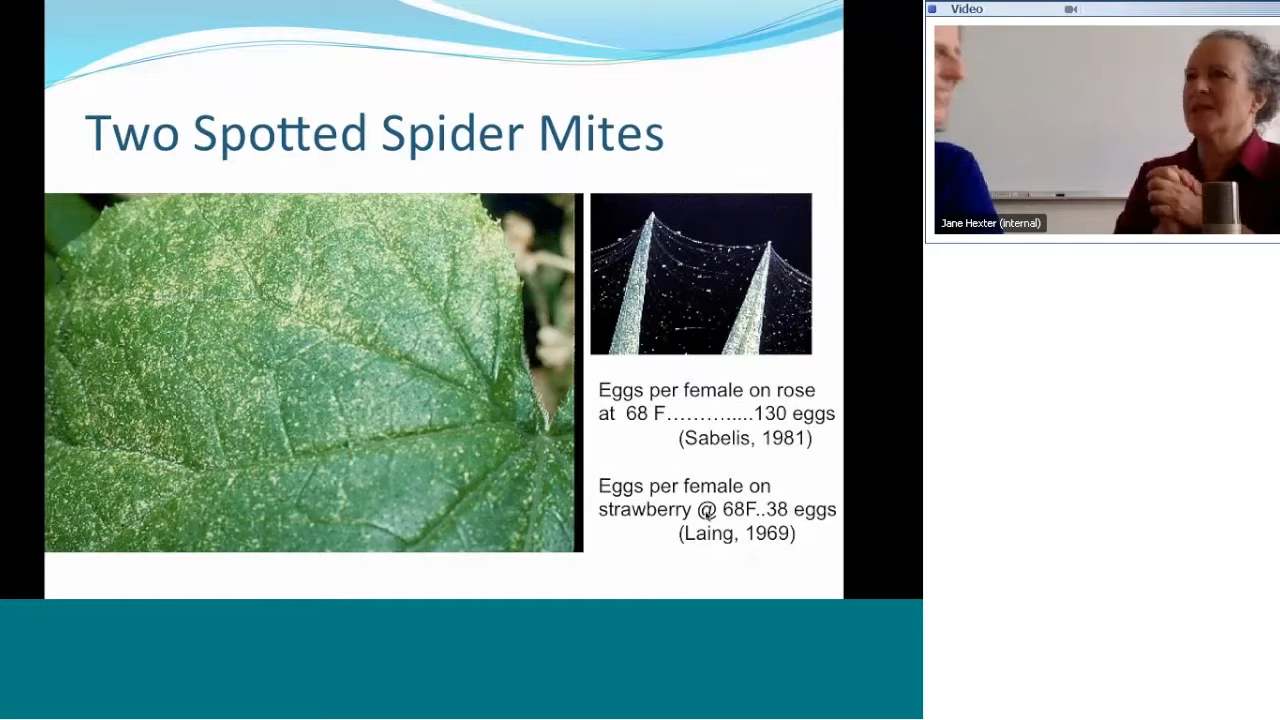 Two Spotted Spider Mites
Eggs per female on rose
at 68 F………......130 eggs
(Sabelis, 1981)
Eggs per female on
strawberry @ 68F..38 eggs
(Laing, 1969)
Video
Jane Hexter (internal)